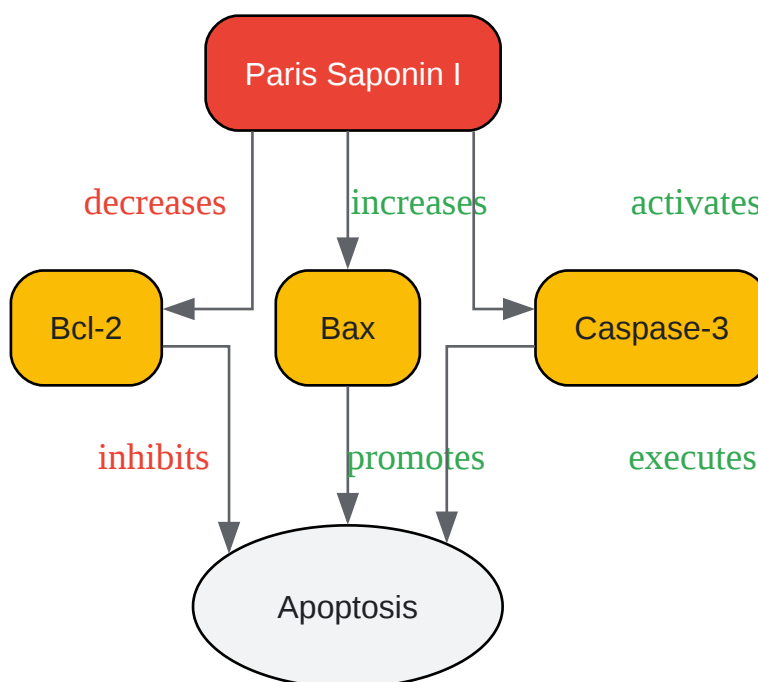 Paris Saponin I
decreases increases activates
Bcl-2 Bax Caspase-3
inhibits promotes executes
Apoptosis